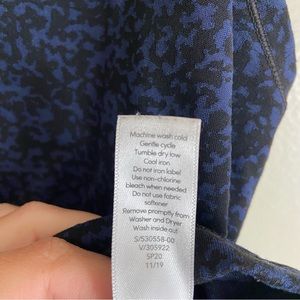 Machine wash cold
Gentle cycle
Tumble dry low
Cool iron
Do not iron label
Use non-chlorine
bleach when needed
Do not use fabric
softener
Remove promptly from
Washer and Dryer
Wash inside out
S/530558-00
V/305922
SP20
11/19